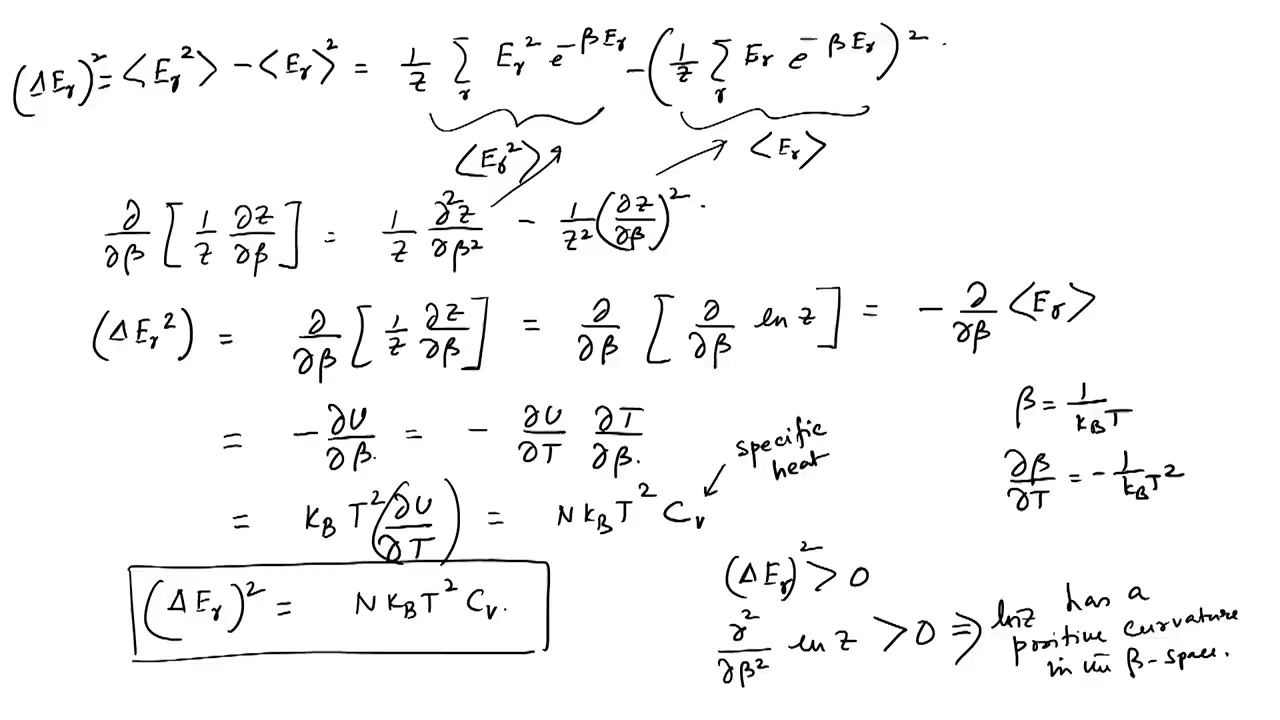 (ΔE_r)² = <E_r²> - <E_r>² = 1/Z Σ_r E_r² e^{-βE_r} - (1/Z Σ_r E_r e^{-βE_r})².
<E_r²> <E_r>
∂/∂β [1/Z ∂Z/∂β] = 1/Z ∂²Z/∂β² - 1/Z² (∂Z/∂β)².
(ΔE_r²) = ∂/∂β [1/Z ∂Z/∂β] = ∂/∂β [∂/∂β ln Z] = -∂/∂β <E_r>
β = 1/k_BT
= -∂U/∂β. = -∂U/∂T ∂T/∂β.
specific heat
∂β/∂T = -1/k_BT²
= k_B T² (∂U/∂T) = N k_B T² C_v
(ΔE_r)² = N k_B T² C_v.
(ΔE_r)² > 0
∂²/∂β² ln Z > 0 ⇒ ln Z has a
positive curvature
in β-space.